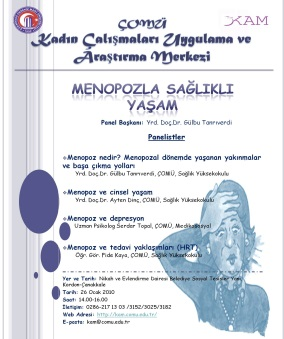 ÇOMÜ
Kadın Çalışmaları Uygulama ve
Araştırma Merkezi
KAM
MENOPOZLA SAĞLIKLI
YAŞAM
Panel Başkanı: Yrd. Doç.Dr. Gülbu Tanrıverdi
Panelistler
Menopoz nedir? Menopozal dönemde yaşanan yakınmalar
ve başa çıkma yolları
Yrd. Doç.Dr. Gülbu Tanrıverdi, ÇOMÜ, Sağlık Yüksekokulu
Menopoz ve cinsel yaşam
Yrd. Doç.Dr. Ayten Dinç, ÇOMÜ, Sağlık Yüksekokulu
Menopoz ve depresyon
Uzman Psikolog Serdar Topal, ÇOMÜ, Mediko-Sosyal
Menopoz ve tedavi yaklaşımları (HRT)
Öğr. Gör. Fide Kaya, ÇOMÜ, Sağlık Yüksekokulu
Yer ve Tarih: Nikah ve Evlendirme Dairesi Belediye Sosyal Tesisler Yanı
Kordon-Çanakkale
Tarih: 26 Ocak 2010
Saat: 14.00-16.00
İletişim: 0286-217 13 03 /3152/3025/3182
Web Adresi: http://kam.comu.edu.tr/
E-posta: kam@comu.edu.tr